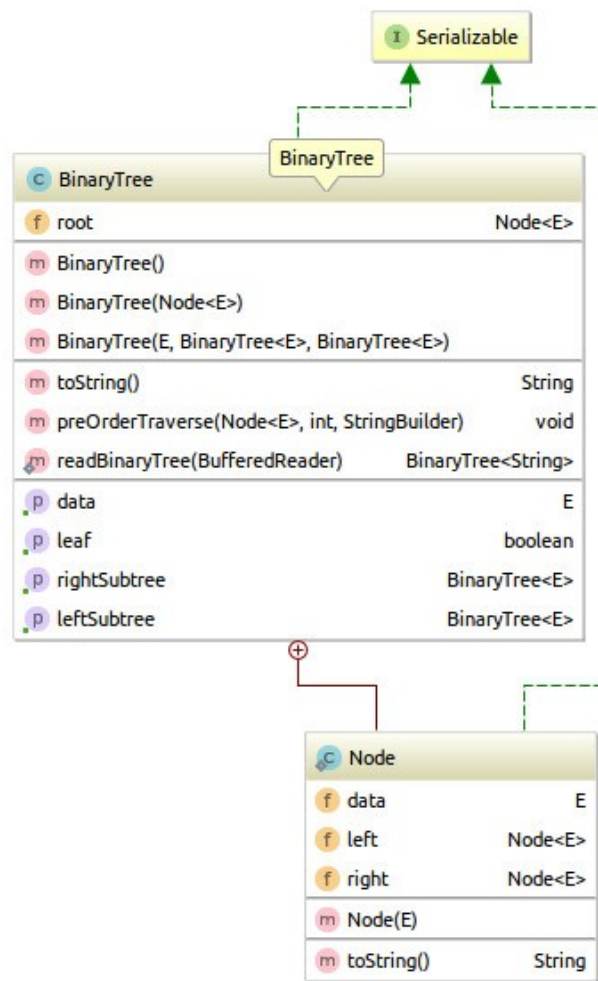 I Serializable
BinaryTree
C BinaryTree
f root Node<E>
m BinaryTree()
m BinaryTree(Node<E>)
m BinaryTree(E, BinaryTree<E>, BinaryTree<E>)
m toString() String
m preOrderTraverse(Node<E>, int, StringBuilder) void
m readBinaryTree(BufferedReader) BinaryTree<String>
p data E
p leaf boolean
p rightSubtree BinaryTree<E>
p leftSubtree BinaryTree<E>
C Node
f data E
f left Node<E>
f right Node<E>
m Node(E)
m toString() String